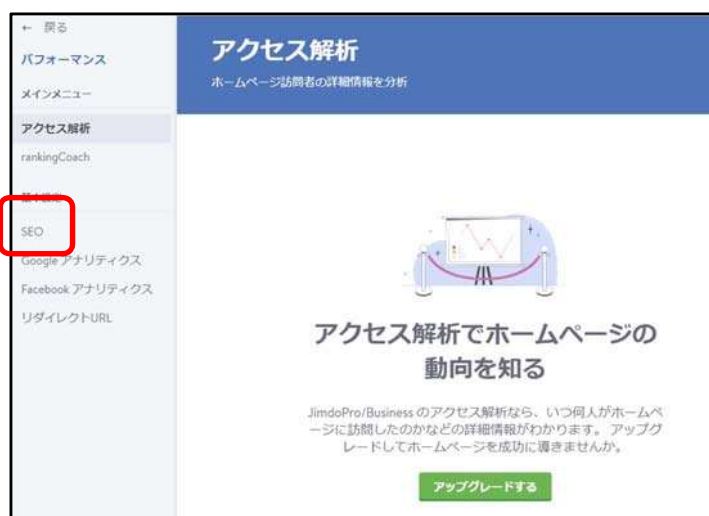 ← 戻る
パフォーマンス
メインメニュー
アクセス解析
rankingCoach
基本設定
SEO
Google アナリティクス
Facebook アナリティクス
リダイレクトURL
アクセス解析
ホームページ訪問者の詳細情報を分析
アクセス解析でホームページの
動向を知る
JimdoPro/Business のアクセス解析なら、いつ何人がホームペ
ージに訪問したのかなどの詳細情報がわかります。 アップグ
レードしてホームページを成功に導きませんか。
アップグレードする